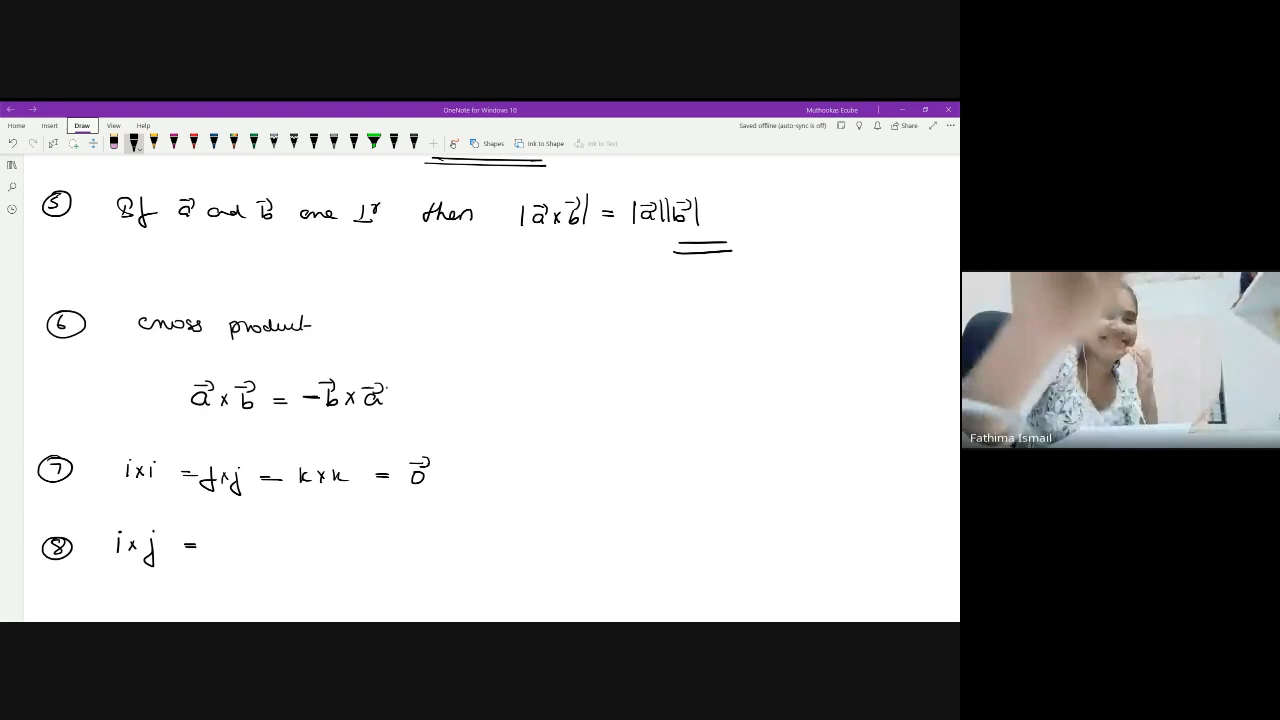 OneNote for Windows 10
Muthookas Ecube
Home Insert Draw View Help
Saved offline (auto-sync is off)
Share
Shapes
Ink to Shape
Ink to Text
5 If a⃗ and b⃗ are ⊥r then |a⃗ × b⃗| = |a⃗||b⃗|
6 cross product
a⃗ × b⃗ = -b⃗ × a⃗
7 i×i = j×j = k×k = 0⃗
8 i×j =
Fathima Ismail